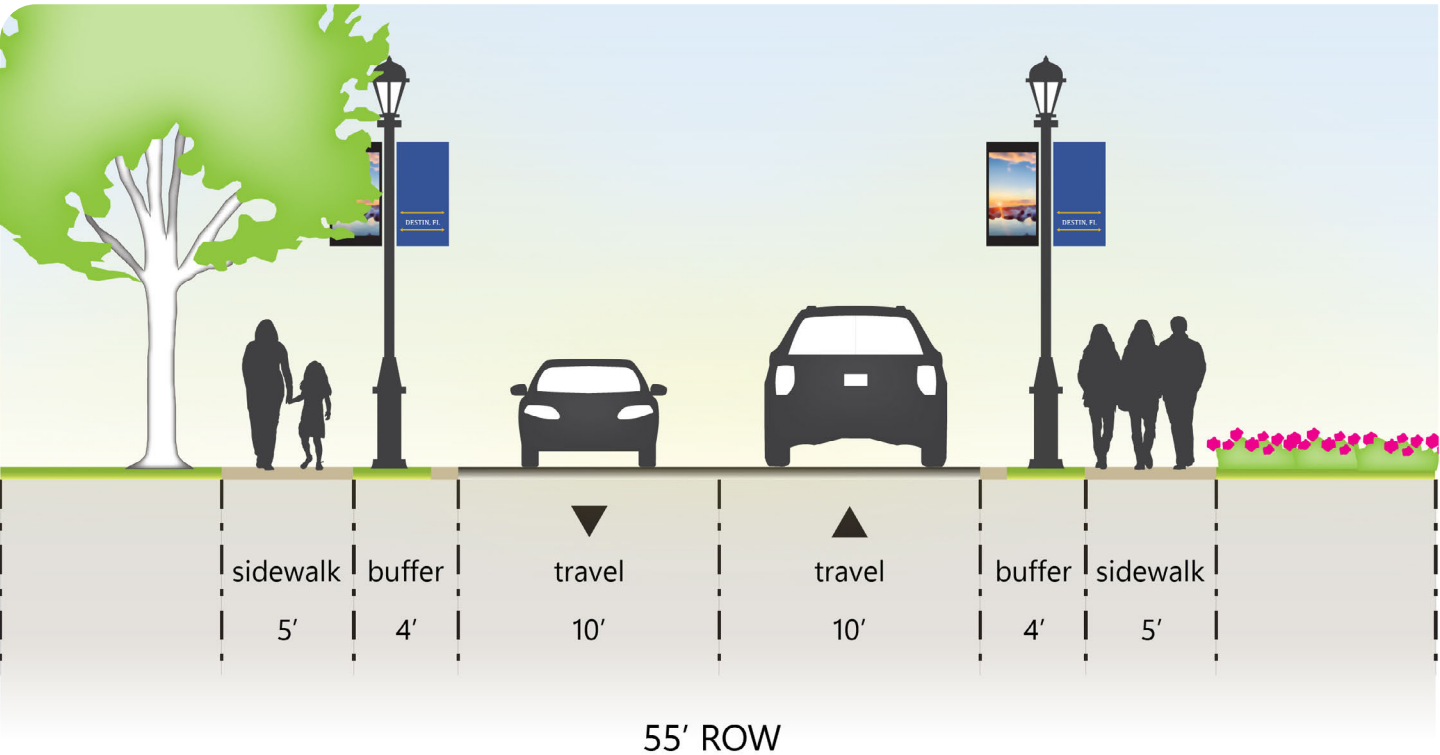 DESTIN, FL
DESTIN, FL
sidewalk buffer travel travel buffer sidewalk
5’ 4’ 10’ 10’ 4’ 5’
55’ ROW